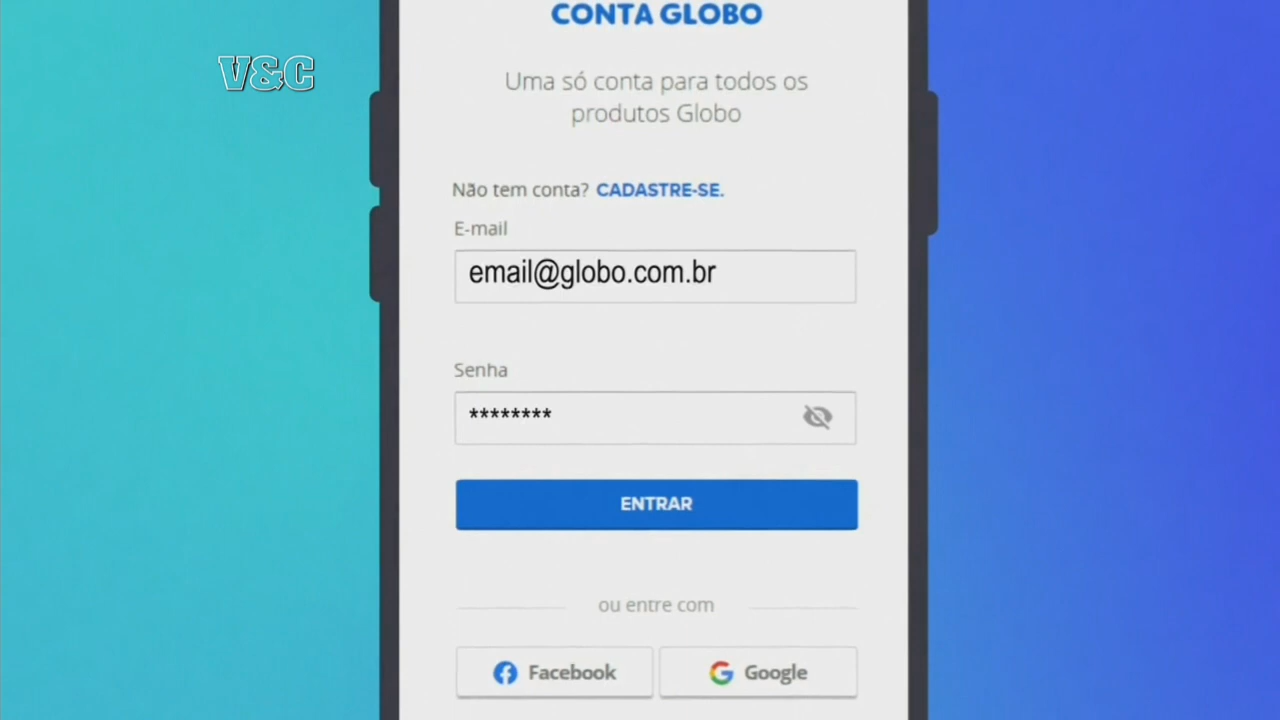 CONTA GLOBO
V&C
Uma só conta para todos os
produtos Globo
Não tem conta? CADASTRE-SE.
E-mail
email@globo.com.br
Senha
********
ENTRAR
ou entre com
Facebook
Google